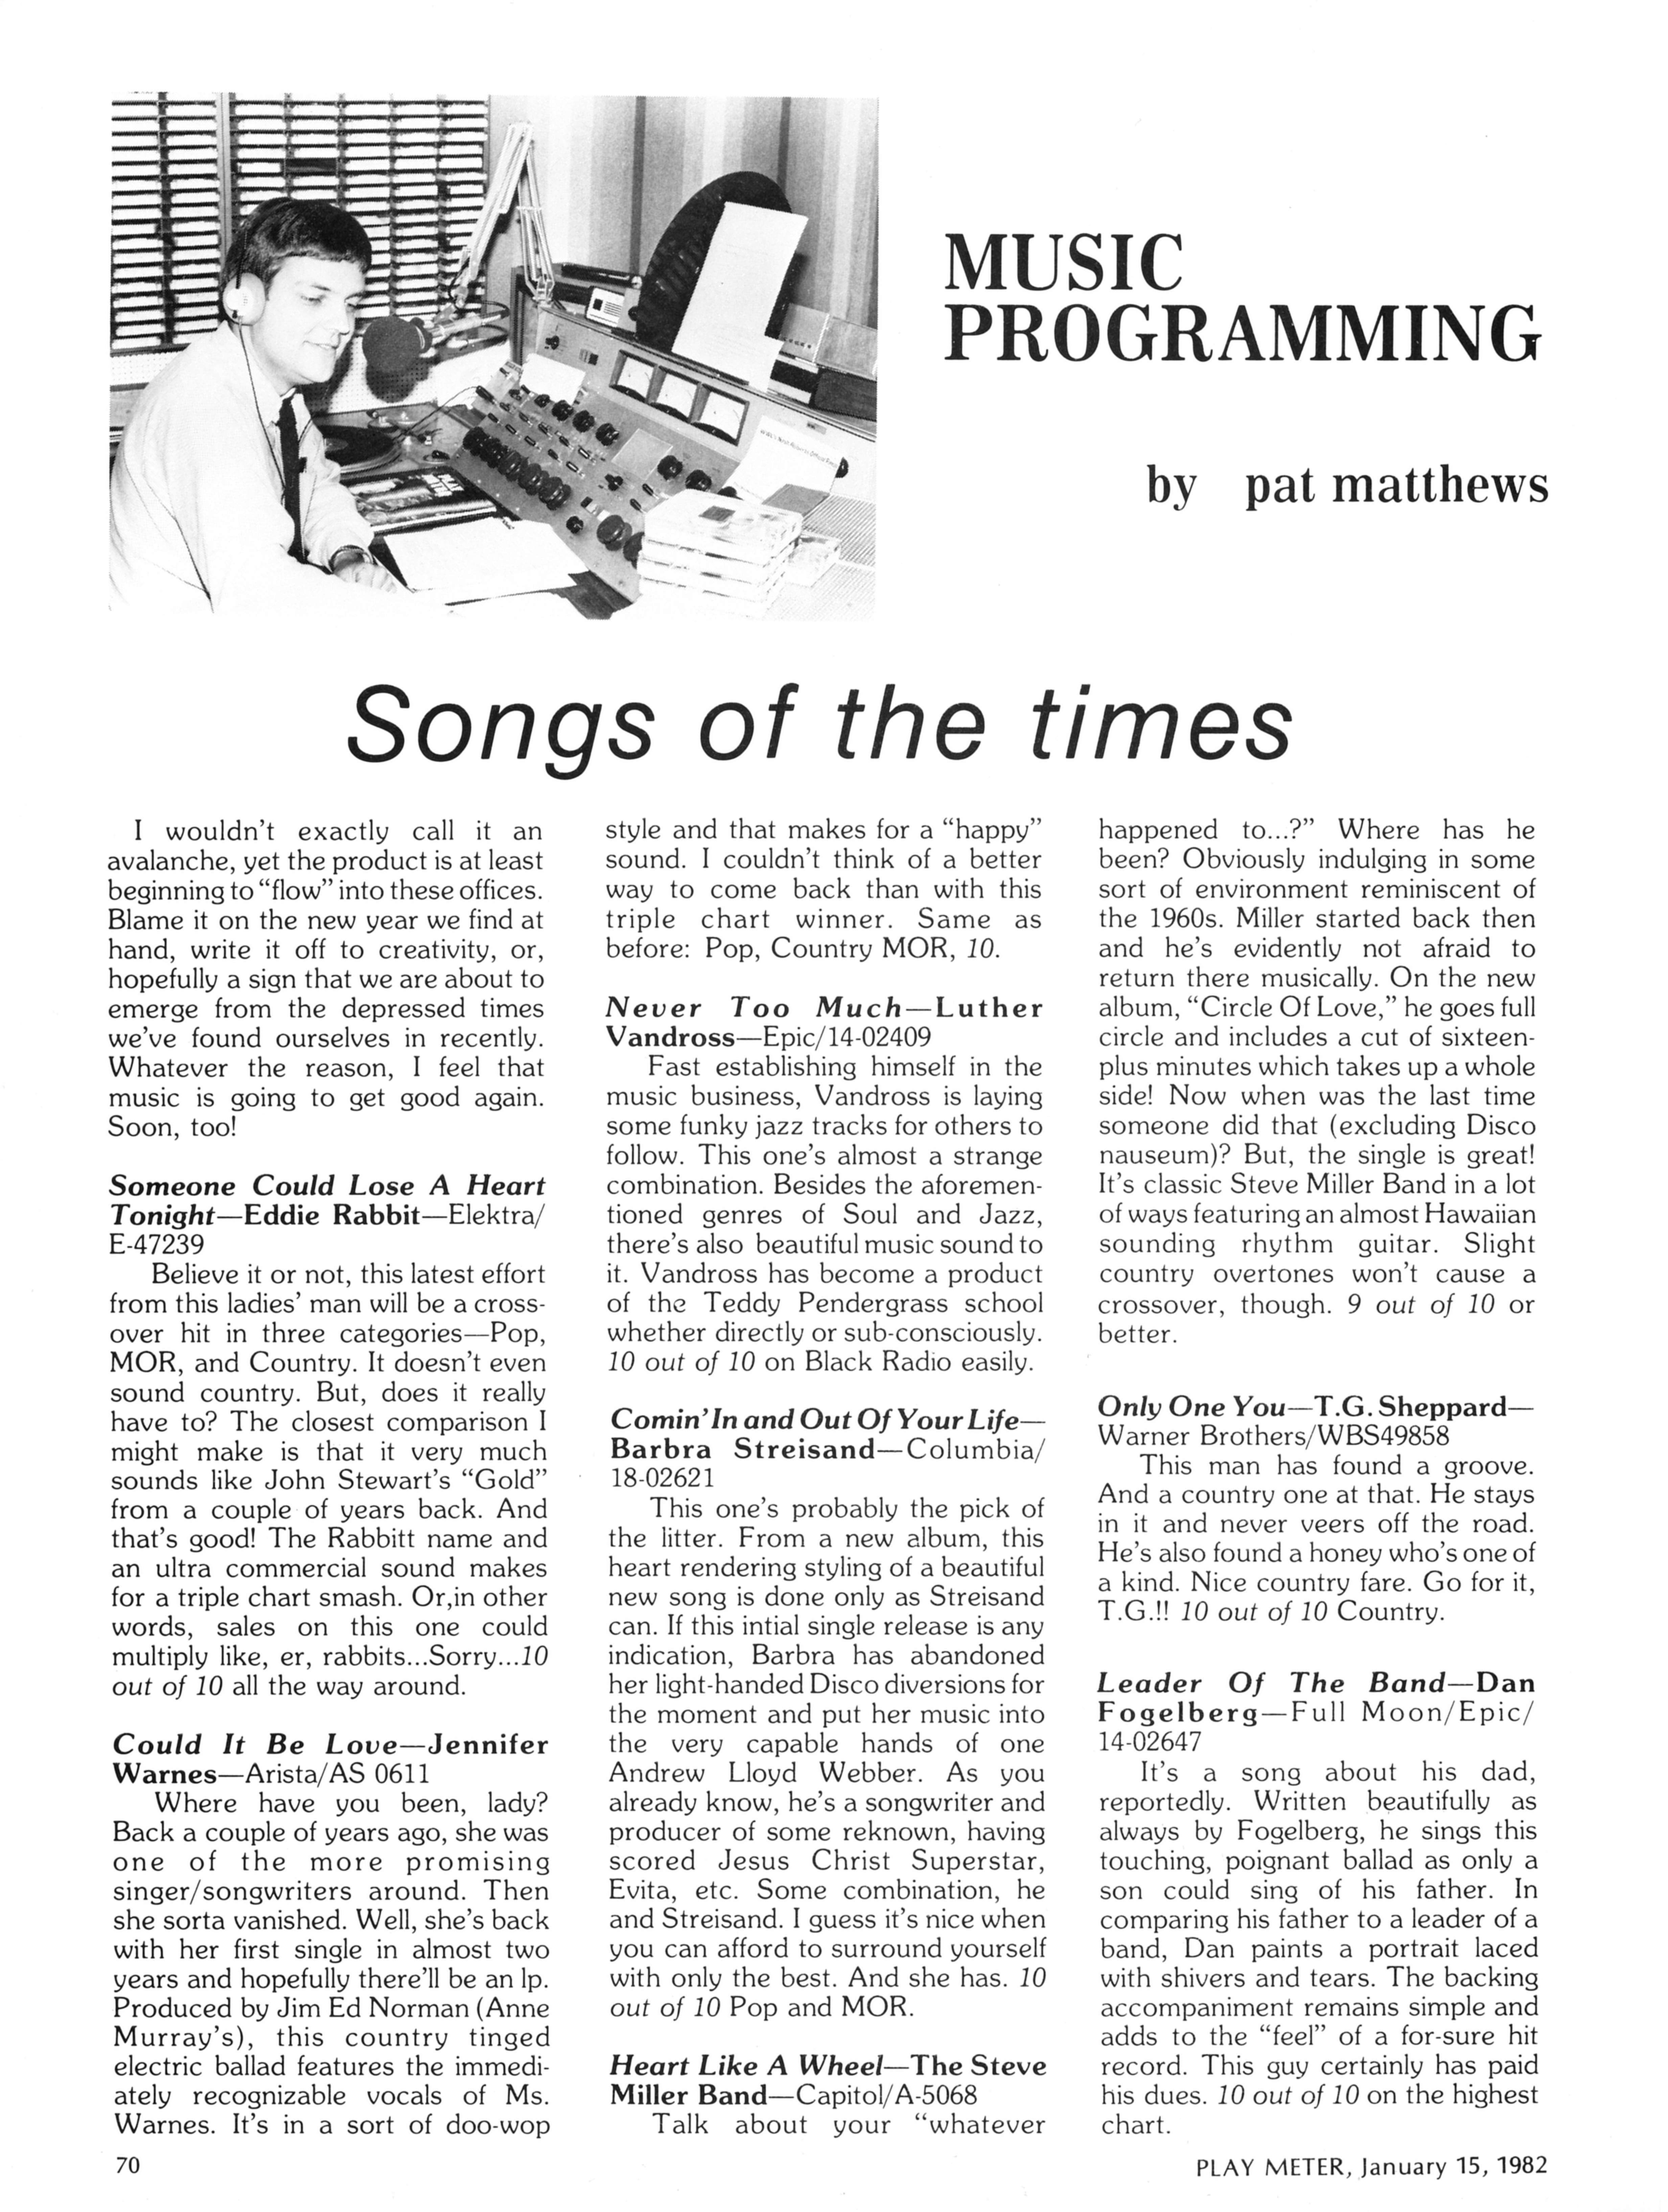 MUSIC
PROGRAMMING
by pat matthews
Songs of the times
I wouldn't exactly call it an
avalanche, yet the product is at least
beginning to “flow” into these offices.
Blame it on the new year we find at
hand, write it off to creativity, or,
hopefully a sign that we are about to
emerge from the depressed times
we've found ourselves in recently.
Whatever the reason, I feel that
music is going to get good again.
Soon, too!
Someone Could Lose A Heart
Tonight—Eddie Rabbit—Elektra/
E-47239
Believe it or not, this latest effort
from this ladies' man will be a cross-
over hit in three categories—Pop,
MOR, and Country. It doesn't even
sound country. But, does it really
have to? The closest comparison I
might make is that it very much
sounds like John Stewart's “Gold”
from a couple of years back. And
that's good! The Rabbitt name and
an ultra commercial sound makes
for a triple chart smash. Or,in other
words, sales on this one could
multiply like, er, rabbits...Sorry...10
out of 10 all the way around.
Could It Be Love—Jennifer
Warnes—Arista/AS 0611
Where have you been, lady?
Back a couple of years ago, she was
one of the more promising
singer/songwriters around. Then
she sorta vanished. Well, she's back
with her first single in almost two
years and hopefully there'll be an lp.
Produced by Jim Ed Norman (Anne
Murray's), this country tinged
electric ballad features the immedi-
ately recognizable vocals of Ms.
Warnes. It's in a sort of doo-wop
style and that makes for a “happy”
sound. I couldn't think of a better
way to come back than with this
triple chart winner. Same as
before: Pop, Country MOR, 10.
Never Too Much—Luther
Vandross—Epic/14-02409
Fast establishing himself in the
music business, Vandross is laying
some funky jazz tracks for others to
follow. This one's almost a strange
combination. Besides the aforemen-
tioned genres of Soul and Jazz,
there's also beautiful music sound to
it. Vandross has become a product
of the Teddy Pendergrass school
whether directly or sub-consciously.
10 out of 10 on Black Radio easily.
Comin' In and Out Of Your Life—
Barbra Streisand—Columbia/
18-02621
This one's probably the pick of
the litter. From a new album, this
heart rendering styling of a beautiful
new song is done only as Streisand
can. If this intial single release is any
indication, Barbra has abandoned
her light-handed Disco diversions for
the moment and put her music into
the very capable hands of one
Andrew Lloyd Webber. As you
already know, he's a songwriter and
producer of some reknown, having
scored Jesus Christ Superstar,
Evita, etc. Some combination, he
and Streisand. I guess it's nice when
you can afford to surround yourself
with only the best. And she has. 10
out of 10 Pop and MOR.
Heart Like A Wheel—The Steve
Miller Band—Capitol/A-5068
Talk about your “whatever
happened to...?” Where has he
been? Obviously indulging in some
sort of environment reminiscent of
the 1960s. Miller started back then
and he's evidently not afraid to
return there musically. On the new
album, “Circle Of Love,” he goes full
circle and includes a cut of sixteen-
plus minutes which takes up a whole
side! Now when was the last time
someone did that (excluding Disco
nauseum)? But, the single is great!
It's classic Steve Miller Band in a lot
of ways featuring an almost Hawaiian
sounding rhythm guitar. Slight
country overtones won't cause a
crossover, though. 9 out of 10 or
better.
Only One You—T.G. Sheppard—
Warner Brothers/WBS49858
This man has found a groove.
And a country one at that. He stays
in it and never veers off the road.
He's also found a honey who's one of
a kind. Nice country fare. Go for it,
T.G.!! 10 out of 10 Country.
Leader Of The Band—Dan
Fogelberg—Full Moon/Epic/
14-02647
It's a song about his dad,
reportedly. Written beautifully as
always by Fogelberg, he sings this
touching, poignant ballad as only a
son could sing of his father. In
comparing his father to a leader of a
band, Dan paints a portrait laced
with shivers and tears. The backing
accompaniment remains simple and
adds to the “feel” of a for-sure hit
record. This guy certainly has paid
his dues. 10 out of 10 on the highest
chart.
70
PLAY METER, January 15, 1982